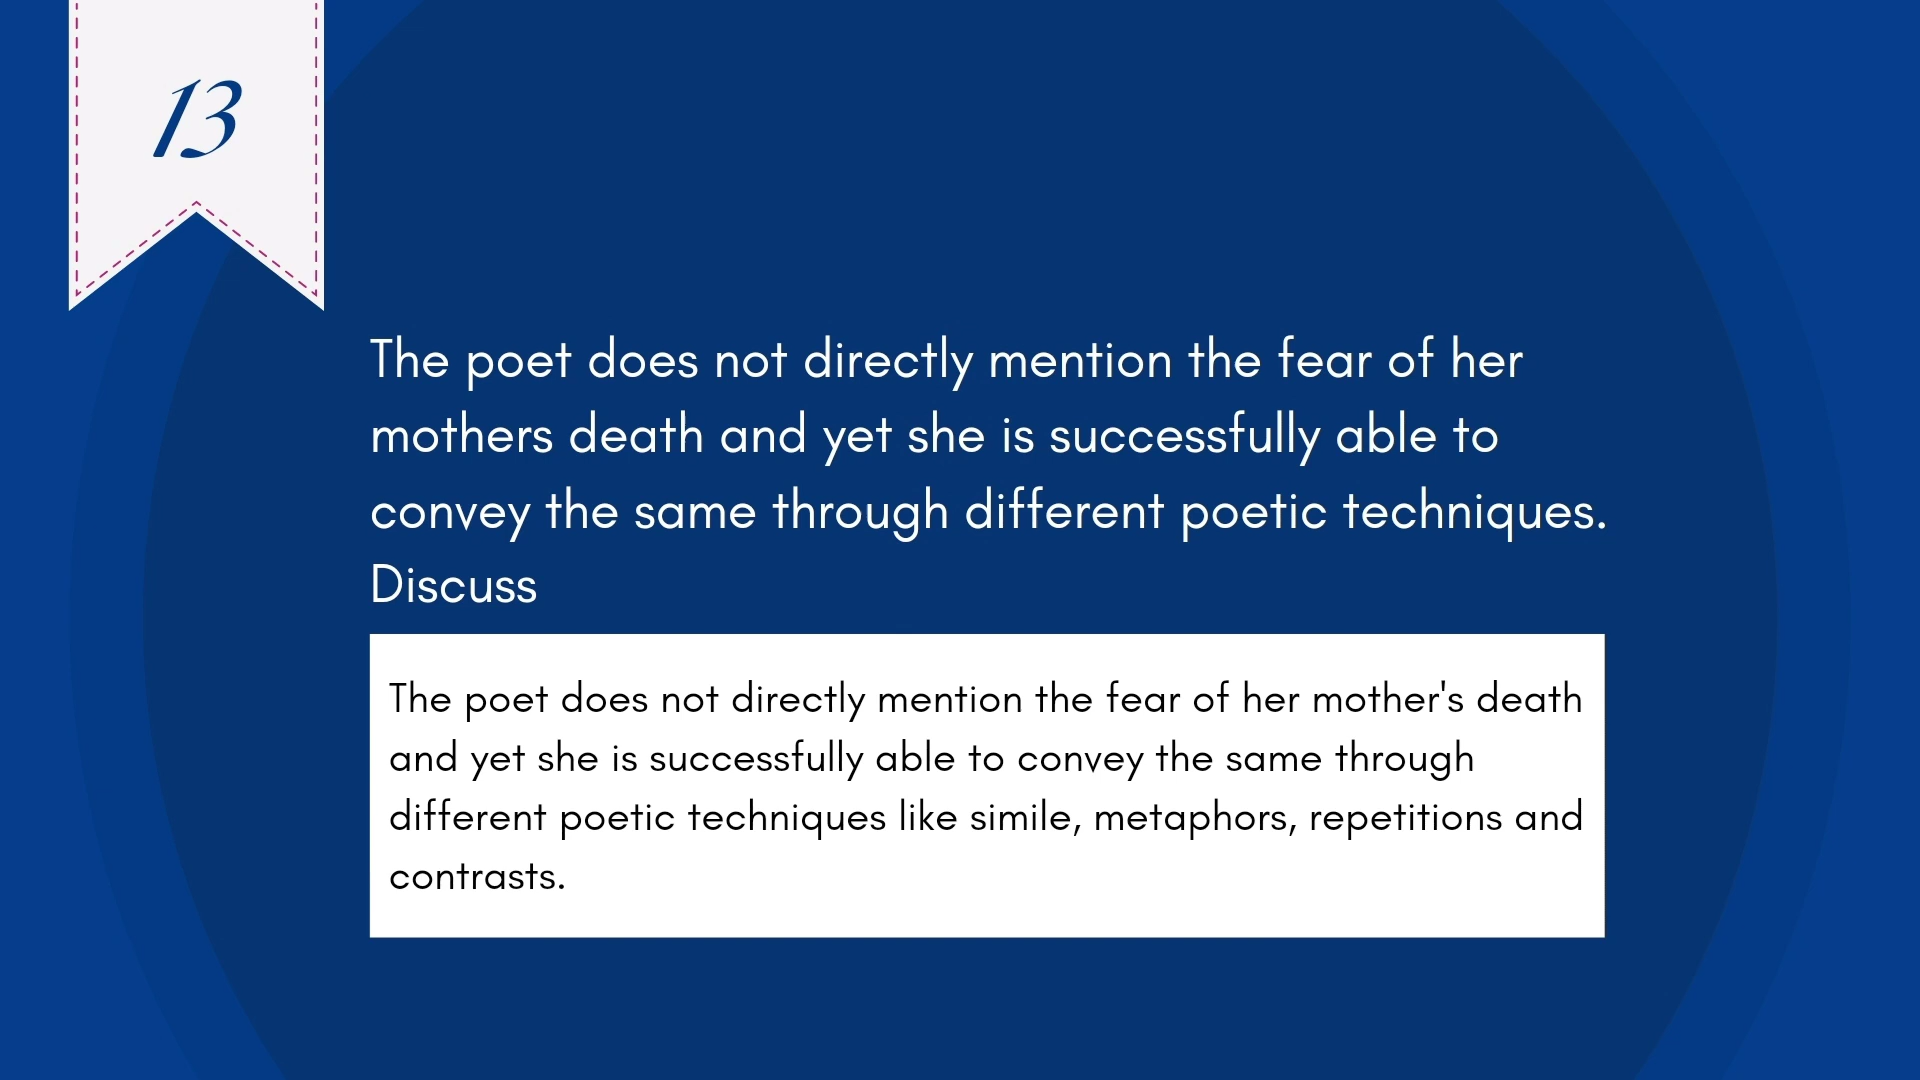 13
The poet does not directly mention the fear of her
mothers death and yet she is successfully able to
convey the same through different poetic techniques.
Discuss
The poet does not directly mention the fear of her mother's death
and yet she is successfully able to convey the same through
different poetic techniques like simile, metaphors, repetitions and
contrasts.